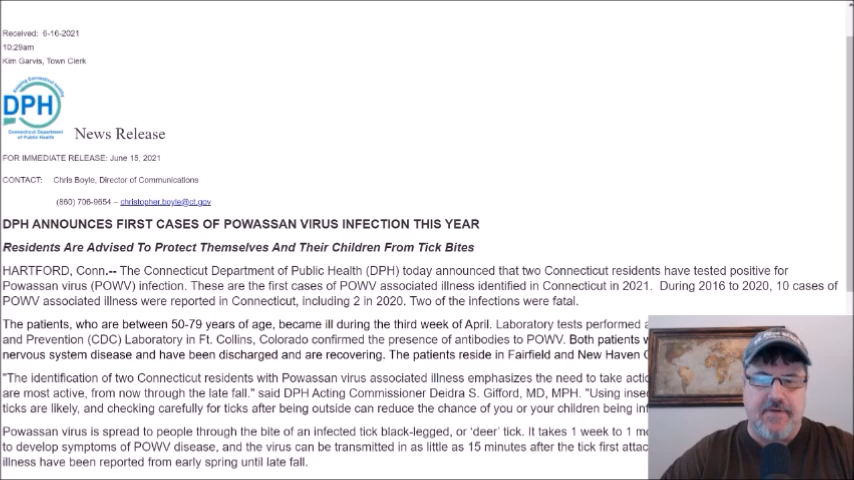 Received: 6-16-2021
10:29am
Kim Garvis, Town Clerk
DPH
Connecticut Department
of Public Health
News Release
FOR IMMEDIATE RELEASE: June 15, 2021
CONTACT: Chris Boyle, Director of Communications
(860) 706-9654 – christopher.boyle@ct.gov
DPH ANNOUNCES FIRST CASES OF POWASSAN VIRUS INFECTION THIS YEAR
Residents Are Advised To Protect Themselves And Their Children From Tick Bites
HARTFORD, Conn.-- The Connecticut Department of Public Health (DPH) today announced that two Connecticut residents have tested positive for
Powassan virus (POWV) infection. These are the first cases of POWV associated illness identified in Connecticut in 2021. During 2016 to 2020, 10 cases of
POWV associated illness were reported in Connecticut, including 2 in 2020. Two of the infections were fatal.
The patients, who are between 50-79 years of age, became ill during the third week of April. Laboratory tests performed
and Prevention (CDC) Laboratory in Ft. Collins, Colorado confirmed the presence of antibodies to POWV. Both patients
nervous system disease and have been discharged and are recovering. The patients reside in Fairfield and New Haven
"The identification of two Connecticut residents with Powassan virus associated illness emphasizes the need to take
are most active, from now through the late fall." said DPH Acting Commissioner Deidra S. Gifford, MD, MPH. "Using
ticks are likely, and checking carefully for ticks after being outside can reduce the chance of you or your children being
Powassan virus is spread to people through the bite of an infected tick black-legged, or 'deer' tick. It takes 1 week to 1
to develop symptoms of POWV disease, and the virus can be transmitted in as little as 15 minutes after the tick first
illness have been reported from early spring until late fall.